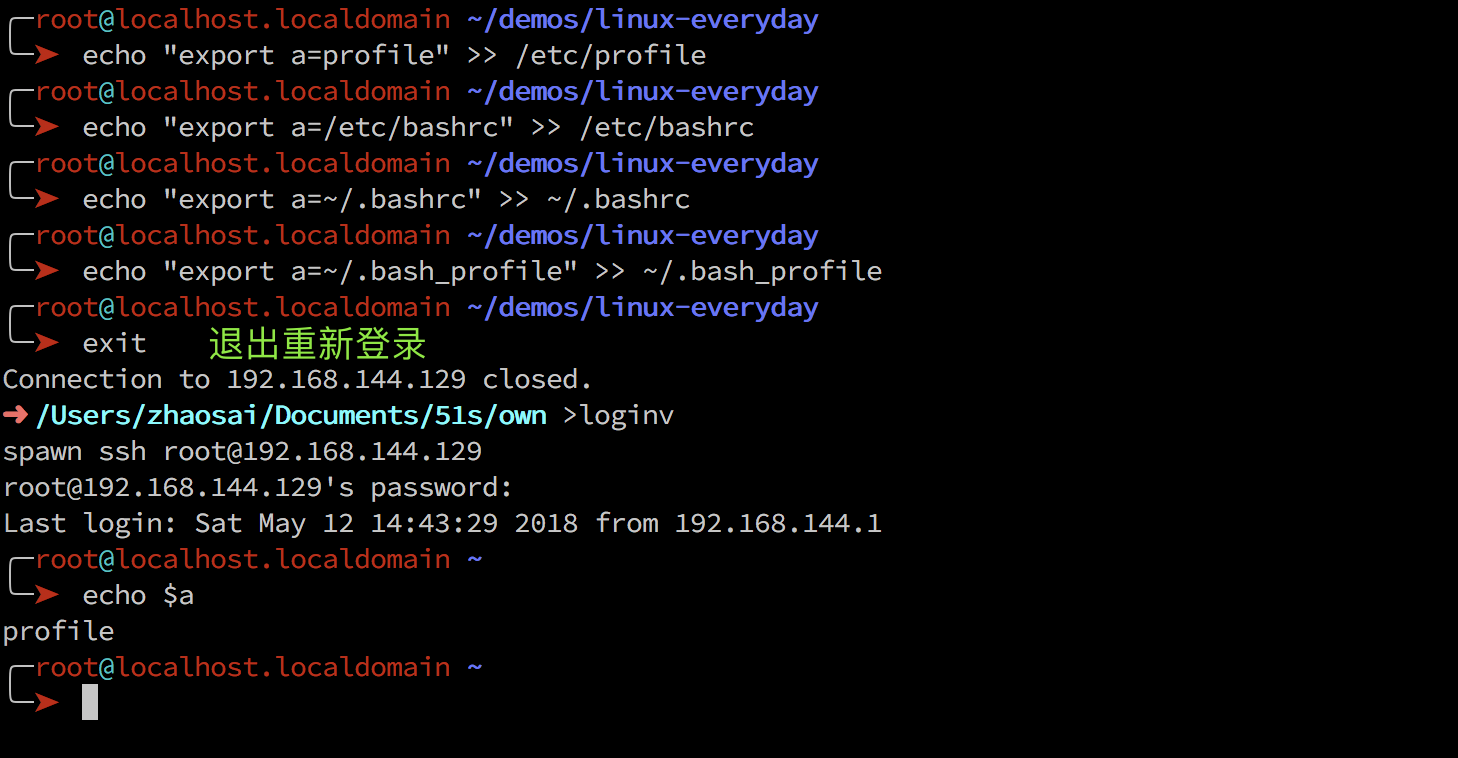 root@localhost.localdomain ~/demos/linux-everyday
➤ echo "export a=profile" >> /etc/profile
root@localhost.localdomain ~/demos/linux-everyday
➤ echo "export a=/etc/bashrc" >> /etc/bashrc
root@localhost.localdomain ~/demos/linux-everyday
➤ echo "export a=~/.bashrc" >> ~/.bashrc
root@localhost.localdomain ~/demos/linux-everyday
➤ echo "export a=~/.bash_profile" >> ~/.bash_profile
root@localhost.localdomain ~/demos/linux-everyday
➤ exit 退出重新登录
Connection to 192.168.144.129 closed.
➜ /Users/zhaosai/Documents/51s/own >loginv
spawn ssh root@192.168.144.129
root@192.168.144.129's password:
Last login: Sat May 12 14:43:29 2018 from 192.168.144.1
root@localhost.localdomain ~
➤ echo $a
profile
root@localhost.localdomain ~
➤